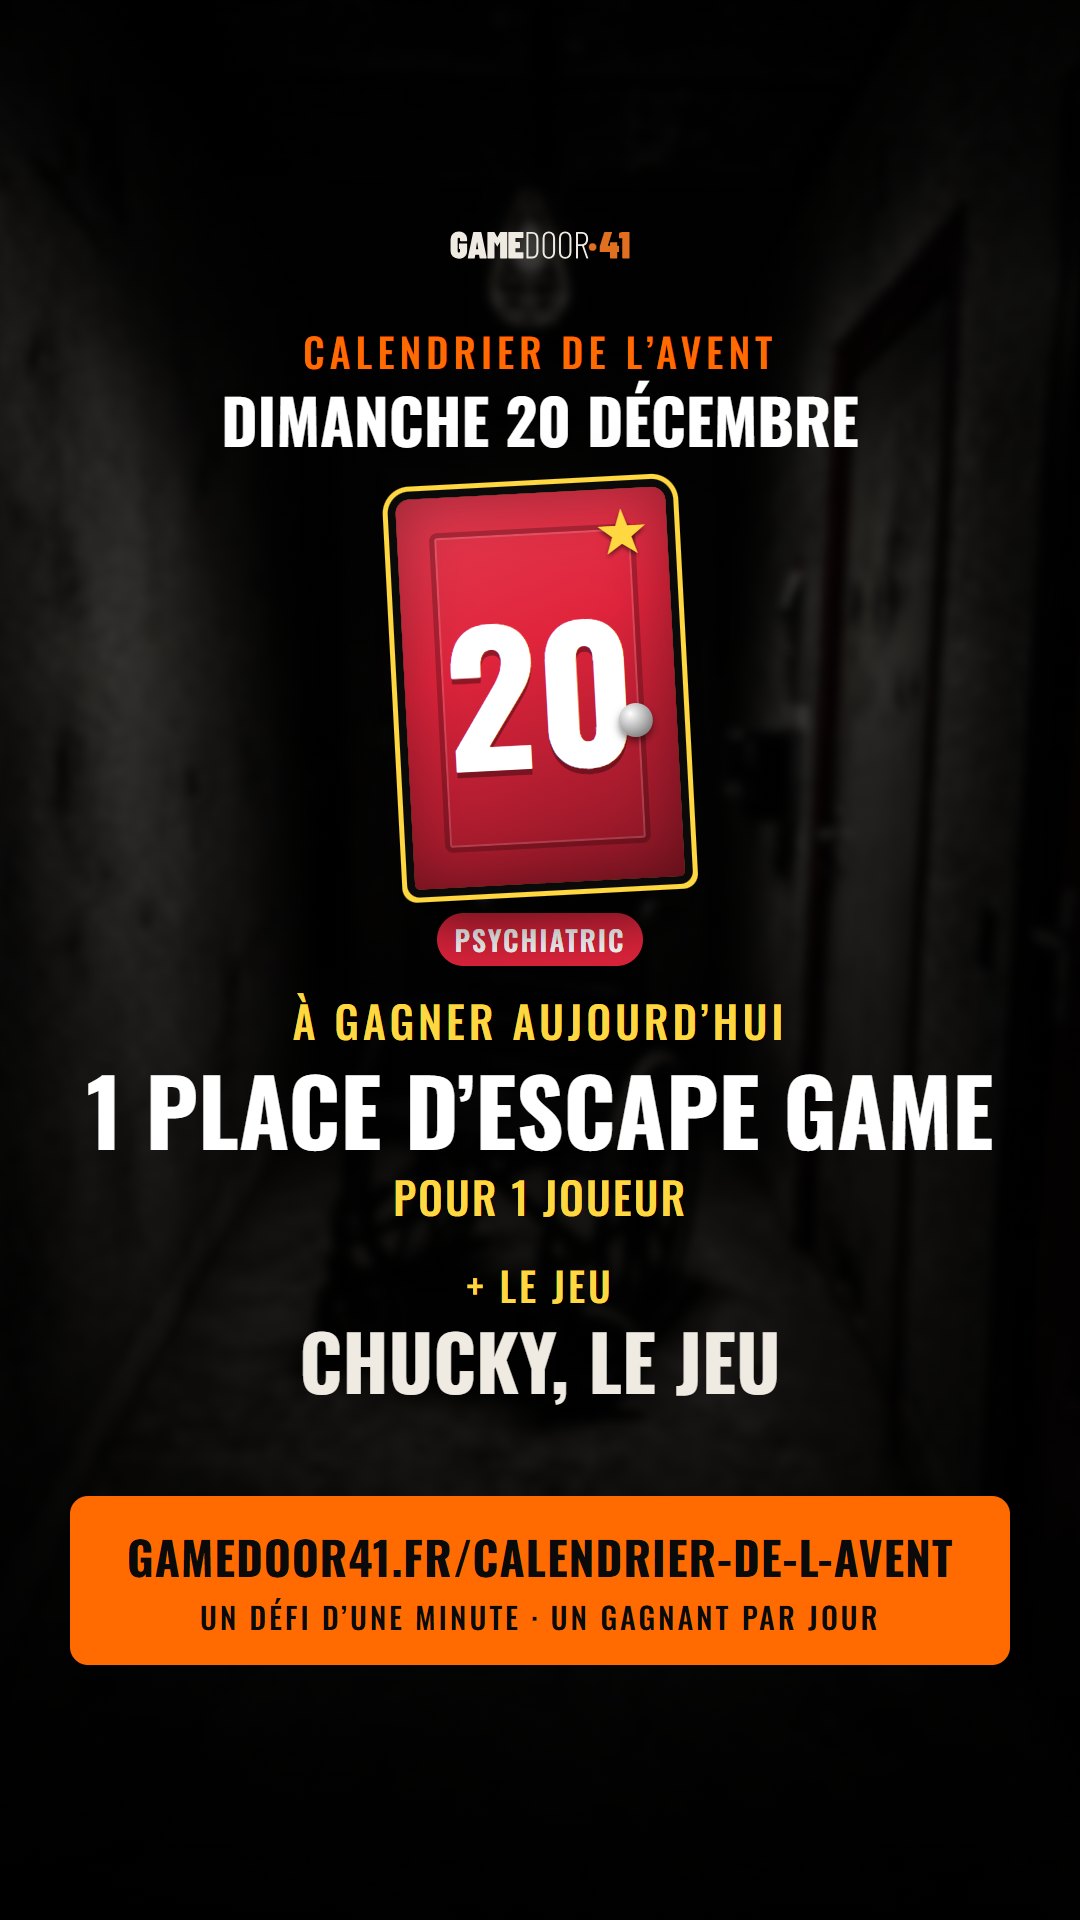 GAMEDOOR·41
CALENDRIER DE L’AVENT
DIMANCHE 20 DÉCEMBRE
20
PSYCHIATRIC
À GAGNER AUJOURD’HUI
1 PLACE D’ESCAPE GAME
POUR 1 JOUEUR
+ LE JEU
CHUCKY, LE JEU
GAMEDOOR41.FR/CALENDRIER-DE-L-AVENT
UN DÉFI D’UNE MINUTE · UN GAGNANT PAR JOUR